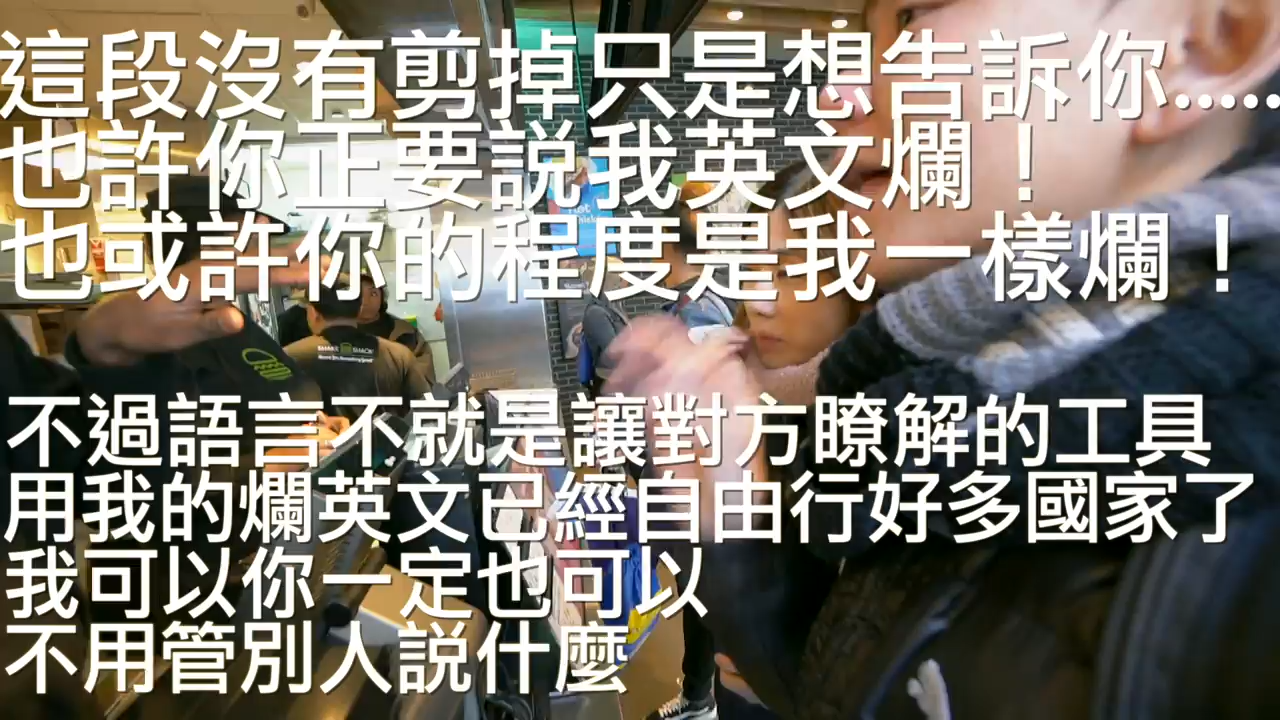 這段沒有剪掉只是想告訴你......
也許你正要説我英文爛！
也或許你的程度是我一樣爛！
不過語言不就是讓對方瞭解的工具
用我的爛英文已經自由行好多國家了
我可以你一定也可以
不用管別人説什麼
SHAKE SHACK